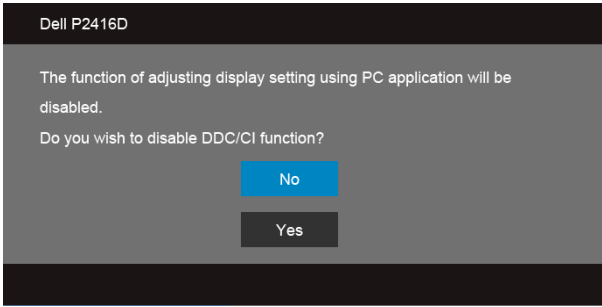 Dell P2416D
The function of adjusting display setting using PC application will be
disabled.
Do you wish to disable DDC/CI function?
No
Yes